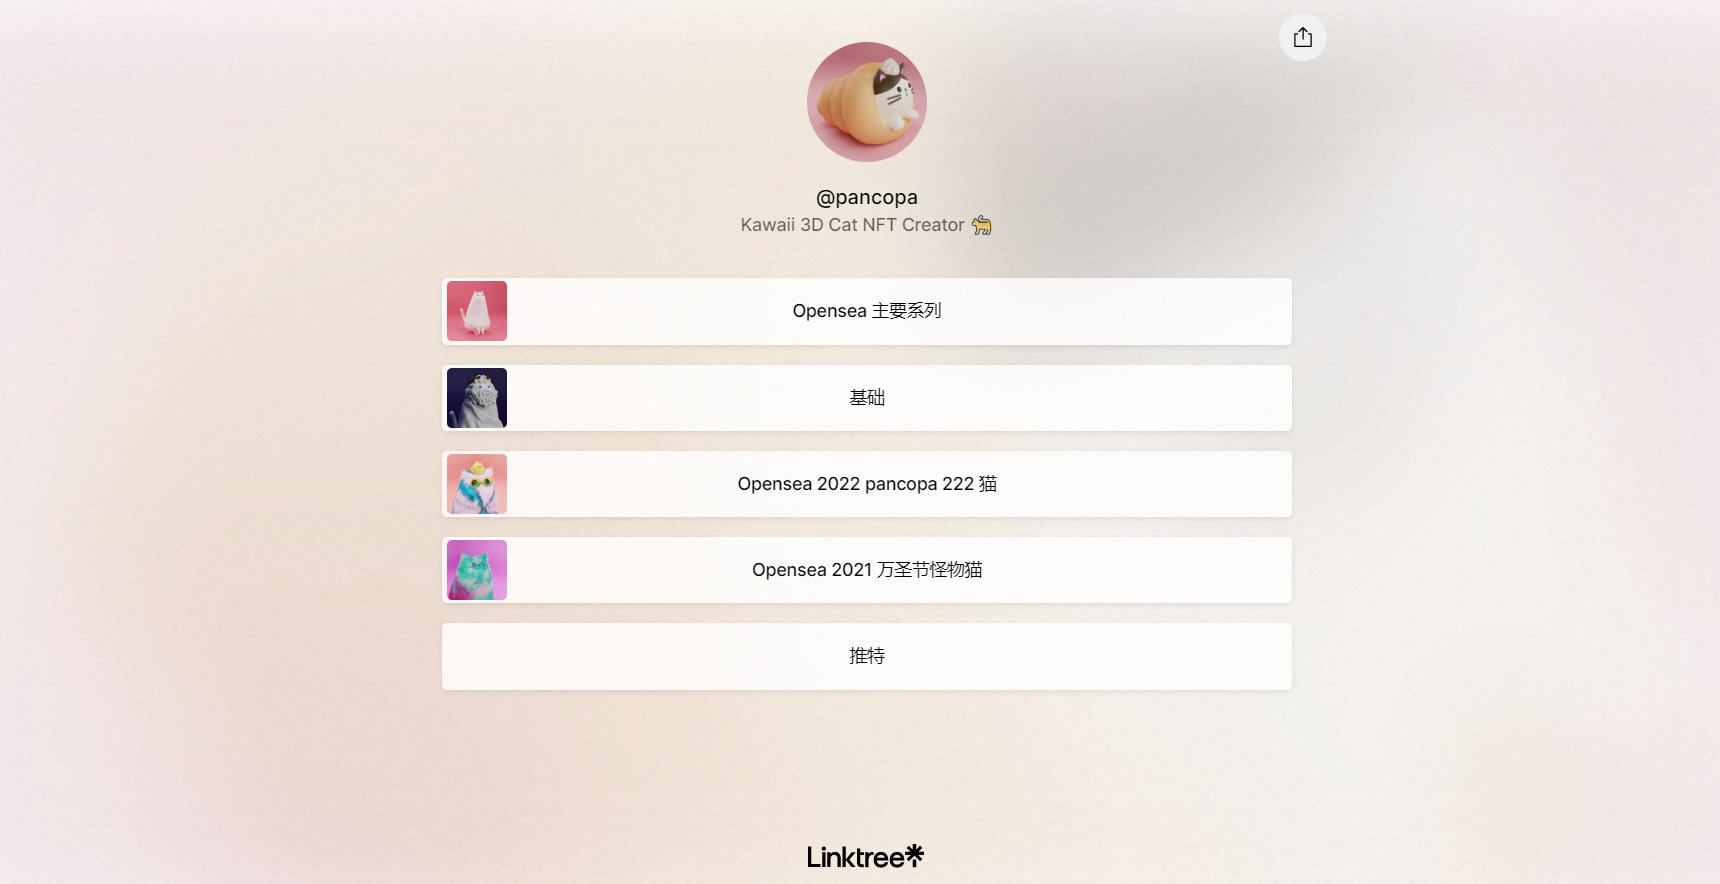 @pancopa
Kawaii 3D Cat NFT Creator 🐈
Opensea 主要系列
基础
Opensea 2022 pancopa 222 猫
Opensea 2021 万圣节怪物猫
推特
Linktree